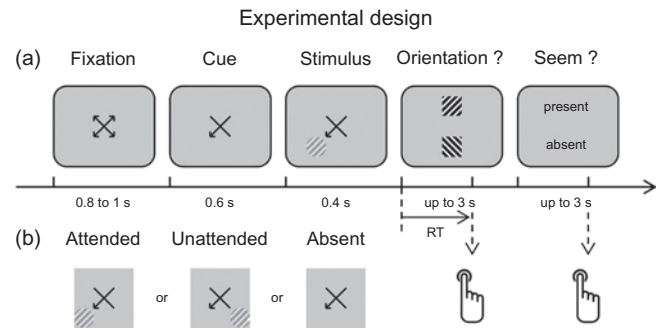 Experimental design
(a) Fixation Cue Stimulus Orientation ? Seem ?
present
absent
0.8 to 1 s 0.6 s 0.4 s up to 3 s up to 3 s
RT
(b) Attended Unattended Absent
or or